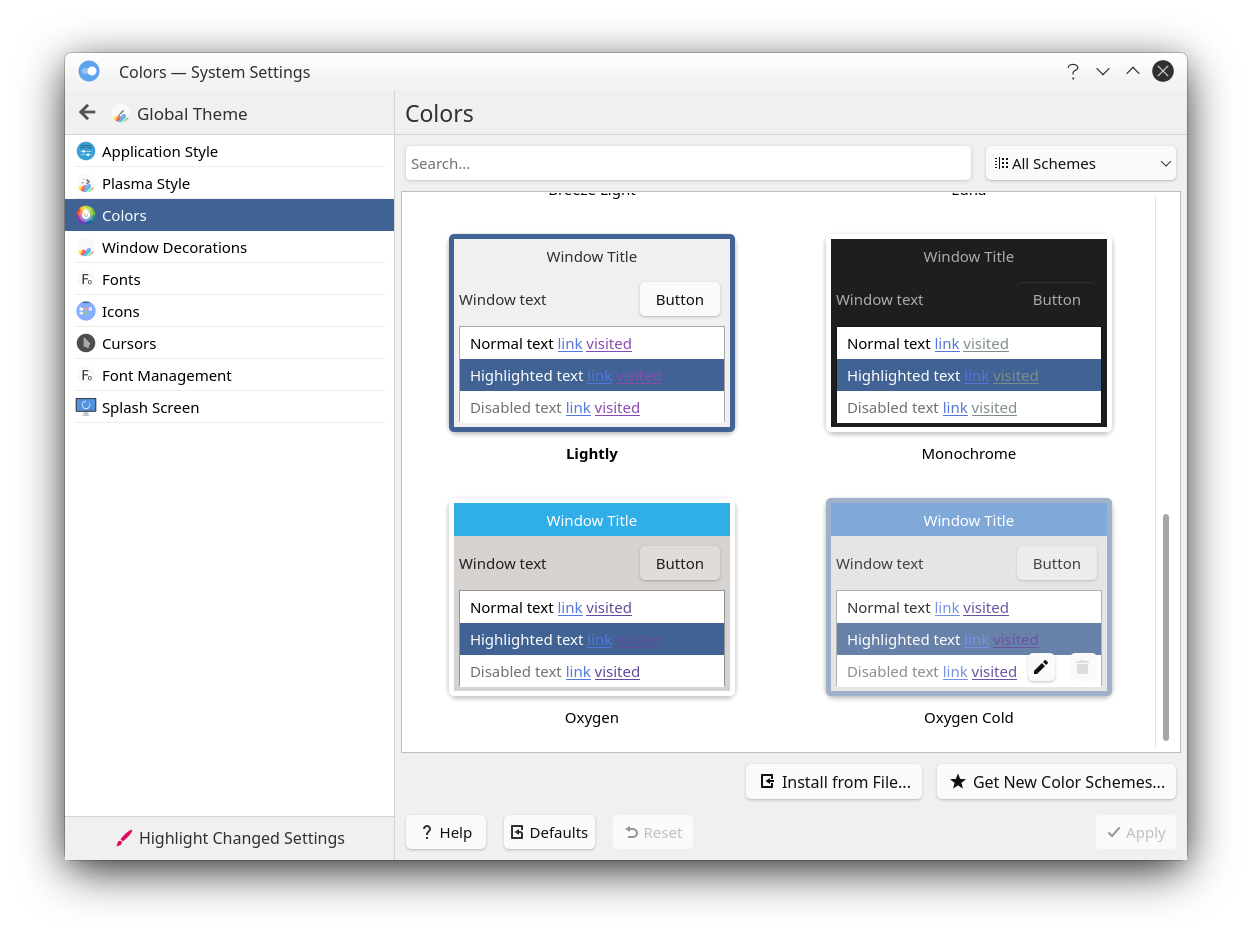 Colors — System Settings
Global Theme
Application Style
Plasma Style
Colors
Window Decorations
Fonts
Icons
Cursors
Font Management
Splash Screen
Highlight Changed Settings
Colors
Search...
All Schemes
Breeze Light
Luna
Window Title
Window text
Button
Normal text link visited
Highlighted text link visited
Disabled text link visited
Lightly
Window Title
Window text
Button
Normal text link visited
Highlighted text link visited
Disabled text link visited
Monochrome
Window Title
Window text
Button
Normal text link visited
Highlighted text link visited
Disabled text link visited
Oxygen
Window Title
Window text
Button
Normal text link visited
Highlighted text link visited
Disabled text link visited
Oxygen Cold
Install from File...
Get New Color Schemes...
? Help
Defaults
Reset
Apply